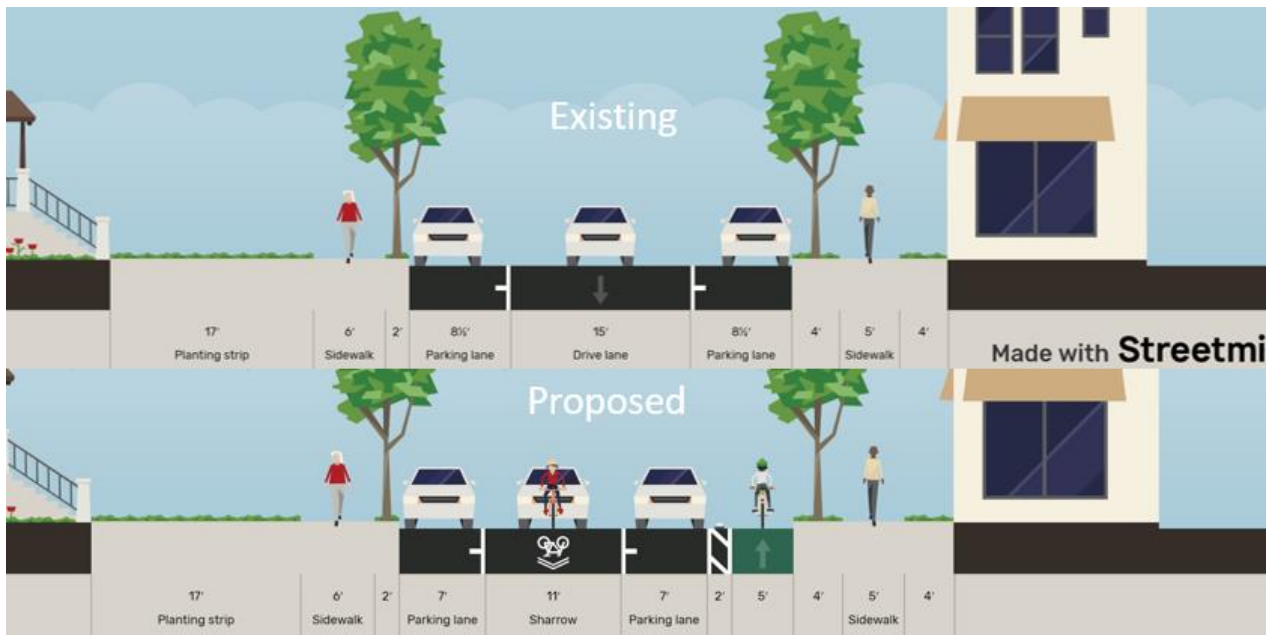 Existing
17' 6' 2' 8½' 15' 8½' 4' 5' 4'
Planting strip Sidewalk Parking lane Drive lane Parking lane Sidewalk
Made with Streetmi
Proposed
17' 6' 2' 7' 11' 7' 2' 5' 4' 5' 4'
Planting strip Sidewalk Parking lane Sharrow Parking lane Sidewalk